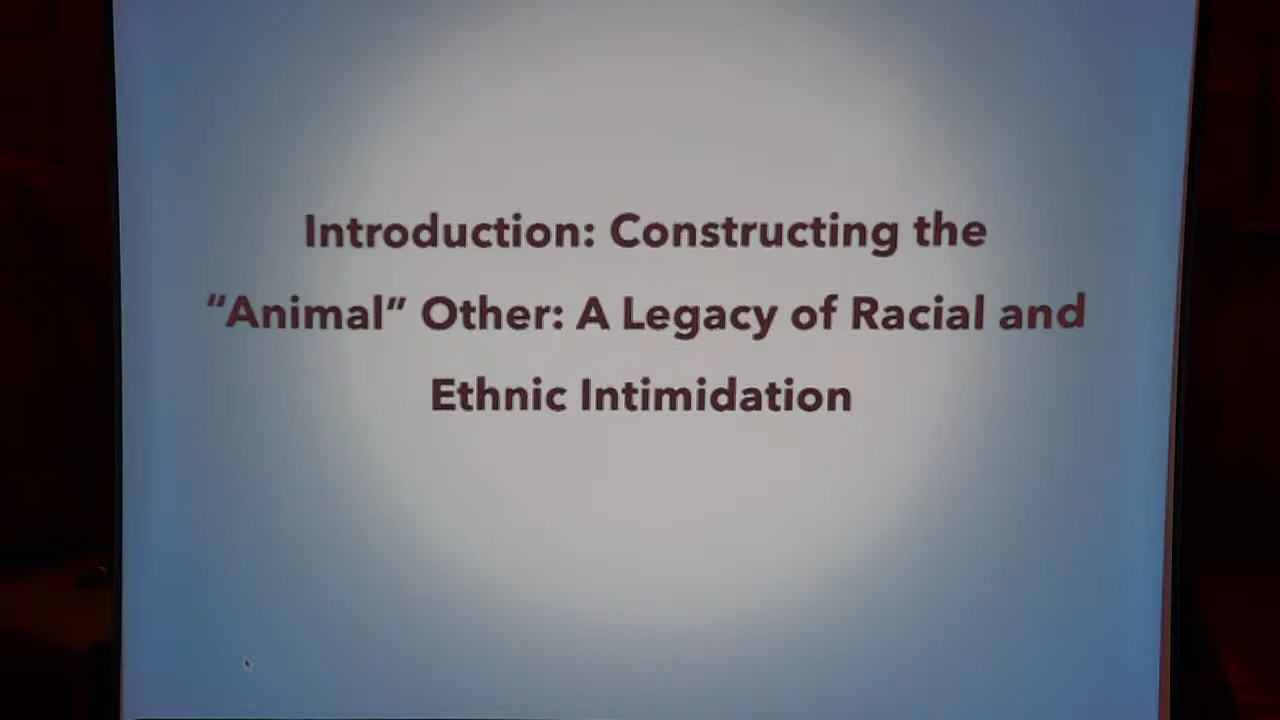 Introduction: Constructing the
“Animal” Other: A Legacy of Racial and
Ethnic Intimidation